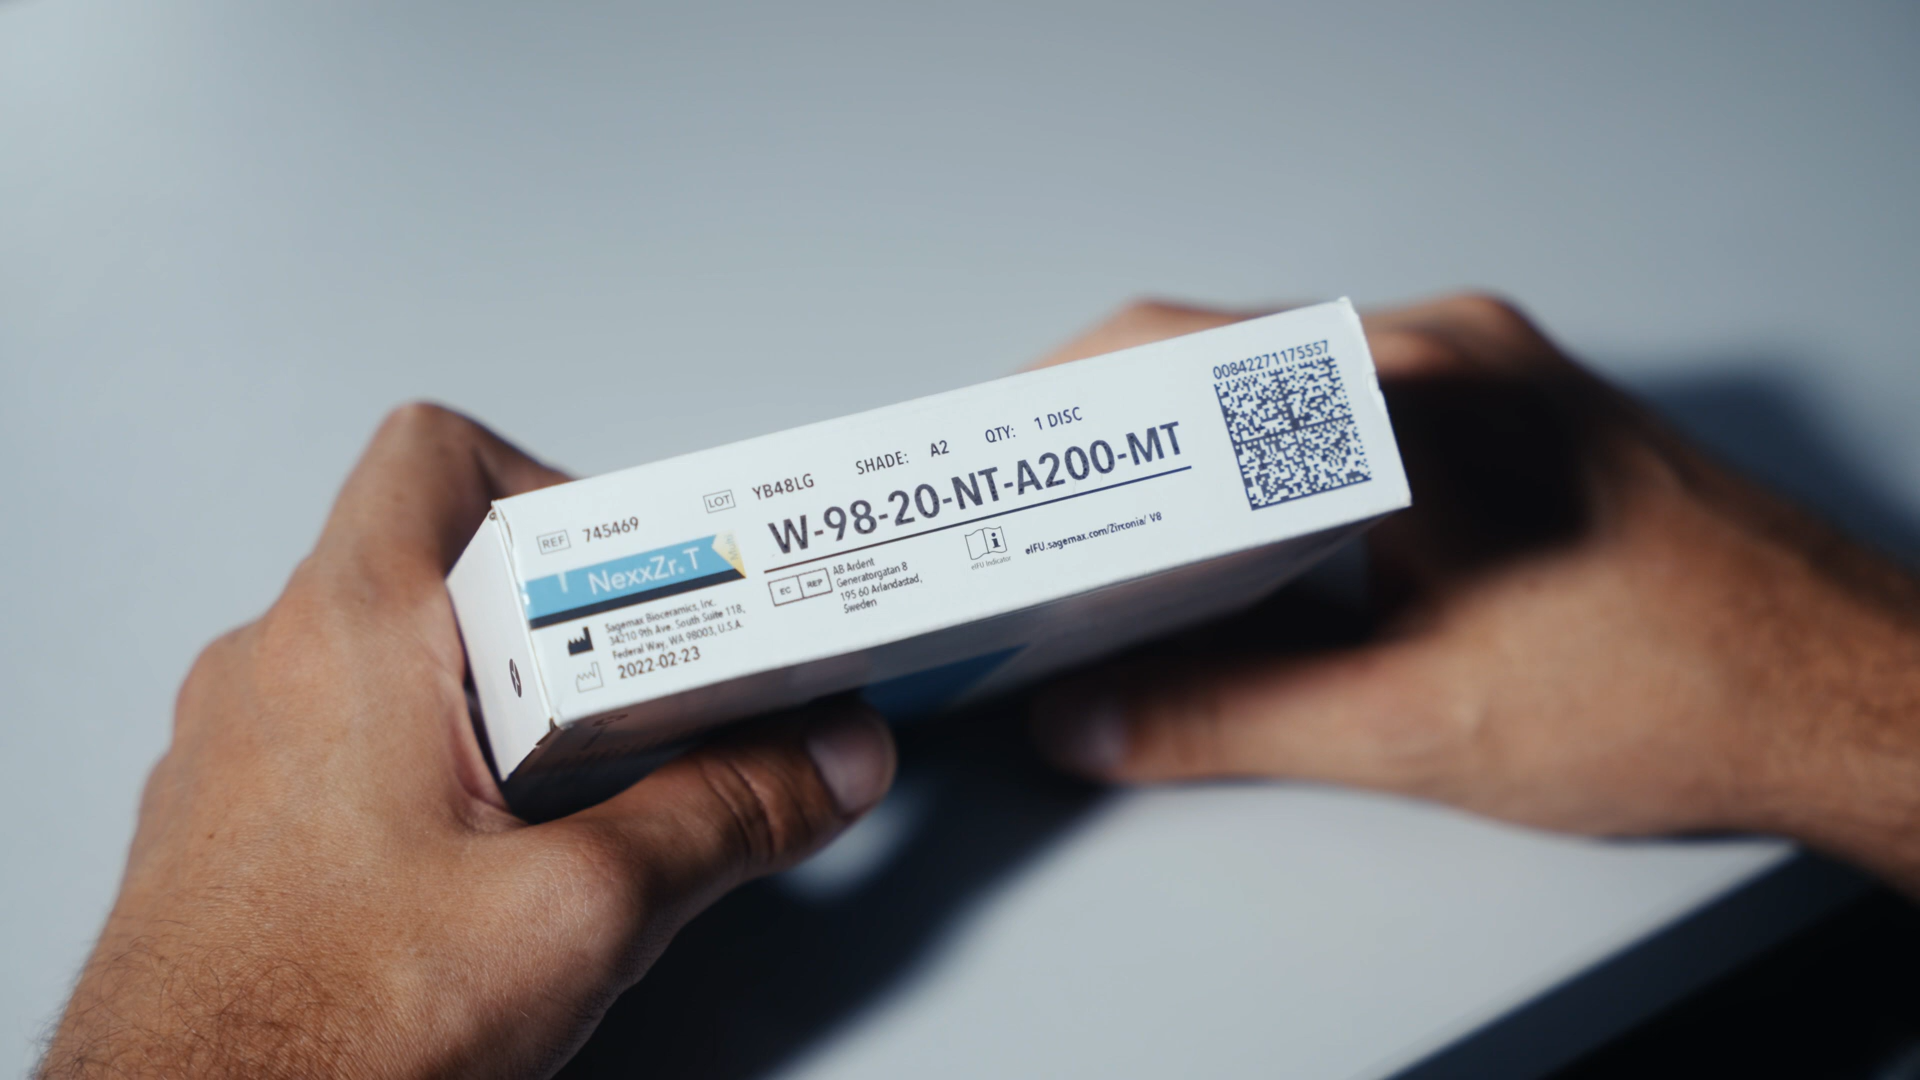 REF 745469
LOT YB48LG
SHADE: A2
QTY: 1 DISC
W-98-20-NT-A200-MT
00842271175557
NexxZr.T
Multi
Sagemax Bioceramics, Inc.
34210 9th Ave. South Suite 118,
Federal Way, WA 98003, U.S.A.
2022-02-23
EC REP
AB Ardent
Generatorgatan 8
195 60 Arlandastad,
Sweden
eIFU Indicator
eIFU.sagemax.com/Zirconia/ V8